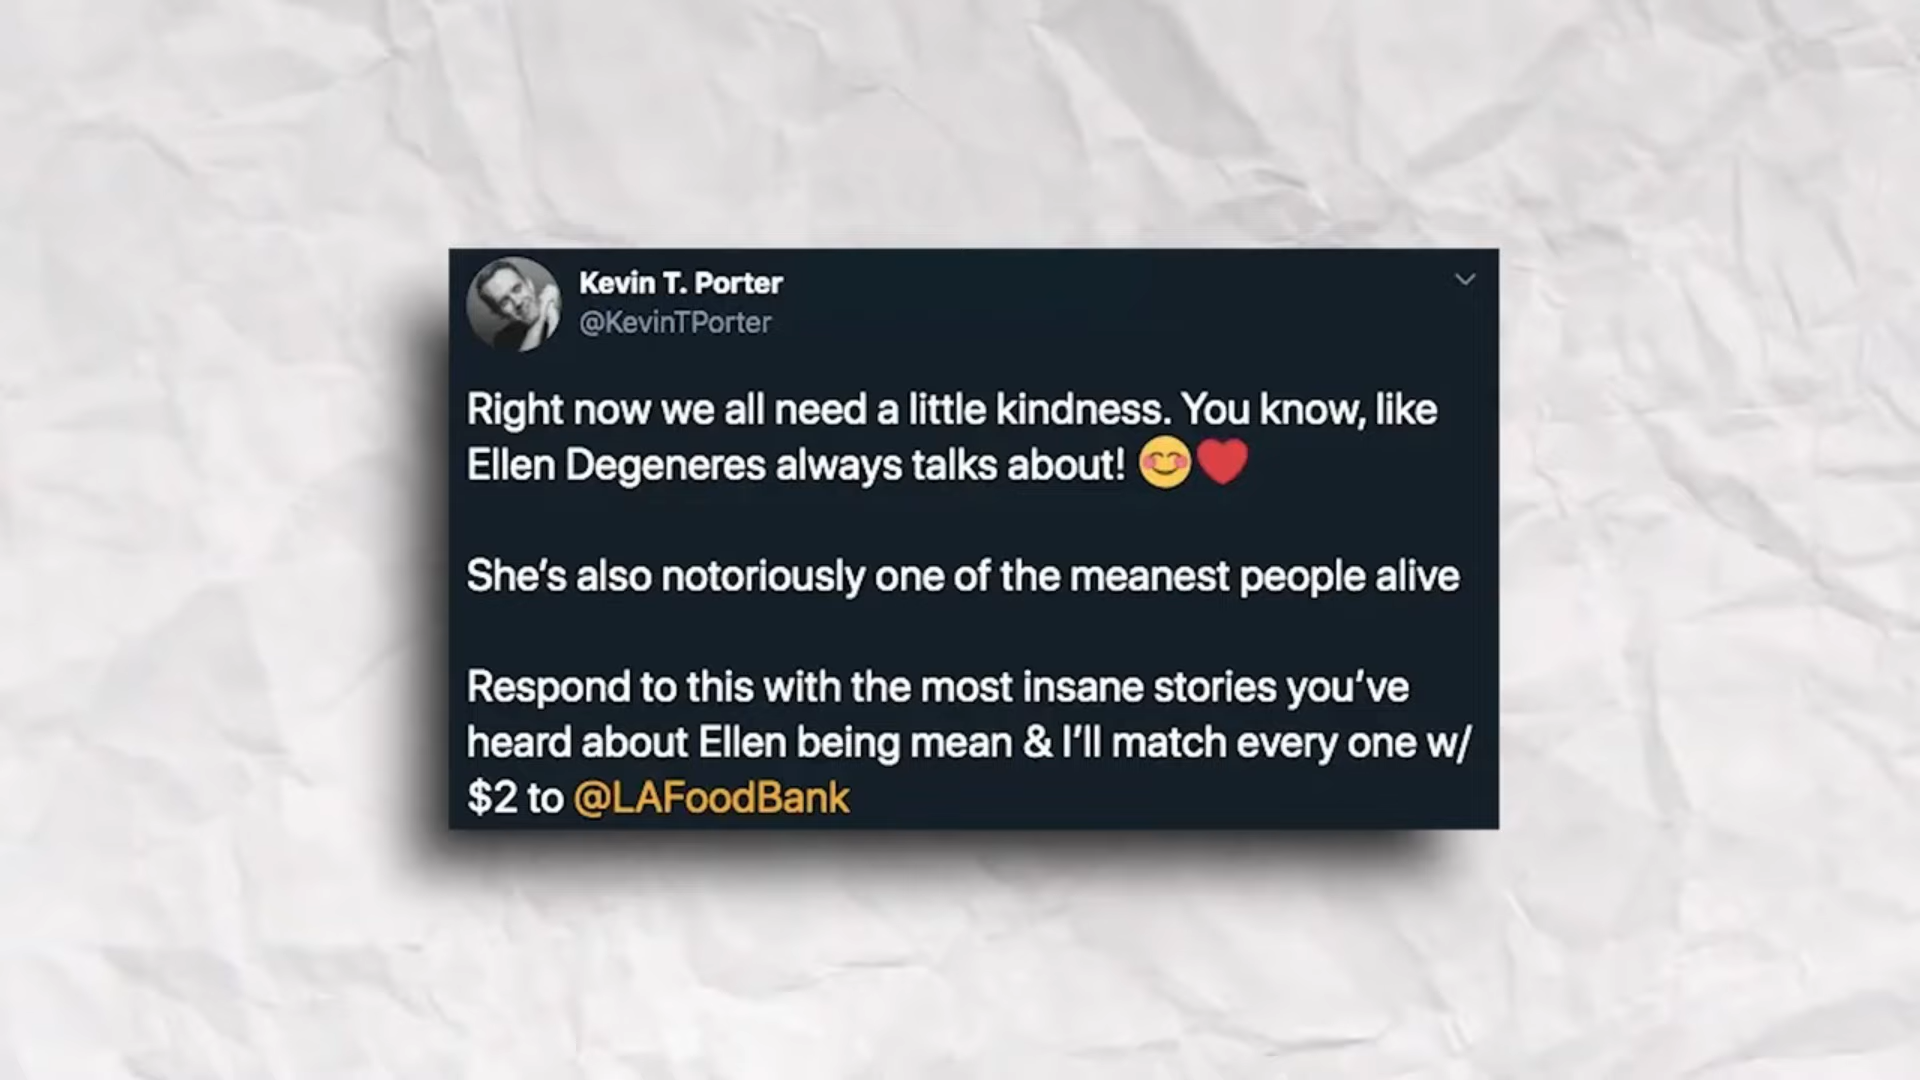 Kevin T. Porter
@KevinTPorter
Right now we all need a little kindness. You know, like
Ellen Degeneres always talks about! 😊❤️
She's also notoriously one of the meanest people alive
Respond to this with the most insane stories you've
heard about Ellen being mean & I'll match every one w/
$2 to @LAFoodBank